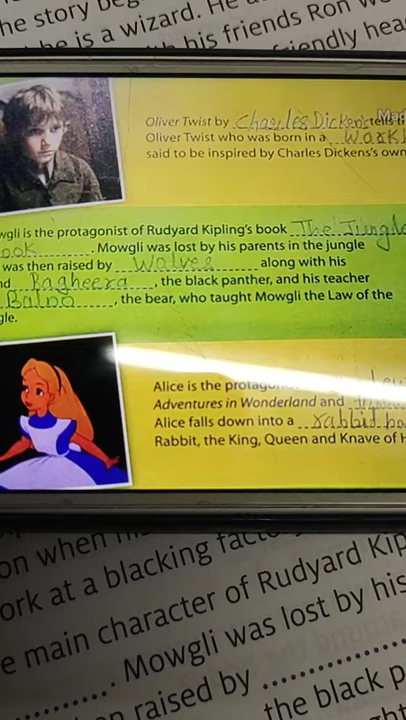 he story beg
he is a wizard. He
his friends Ron
iendly hea
Oliver Twist by Charles Dickens tells
Oliver Twist who was born in a Work
said to be inspired by Charles Dickens's own
wgli is the protagonist of Rudyard Kipling's book The Jungle
ook. Mowgli was lost by his parents in the jungle
was then raised by Wolves along with his
nd Bagheera, the black panther, and his teacher
Baloo, the bear, who taught Mowgli the Law of the
gle.
Alice is the
Adventures in Wonderland and
Alice falls down into a rabbit
Rabbit, the King, Queen and Knave of H
on when
ork at a blacking facto
e main character of Rudyard Kip
. Mowgli was lost by his
n raised by
the black p